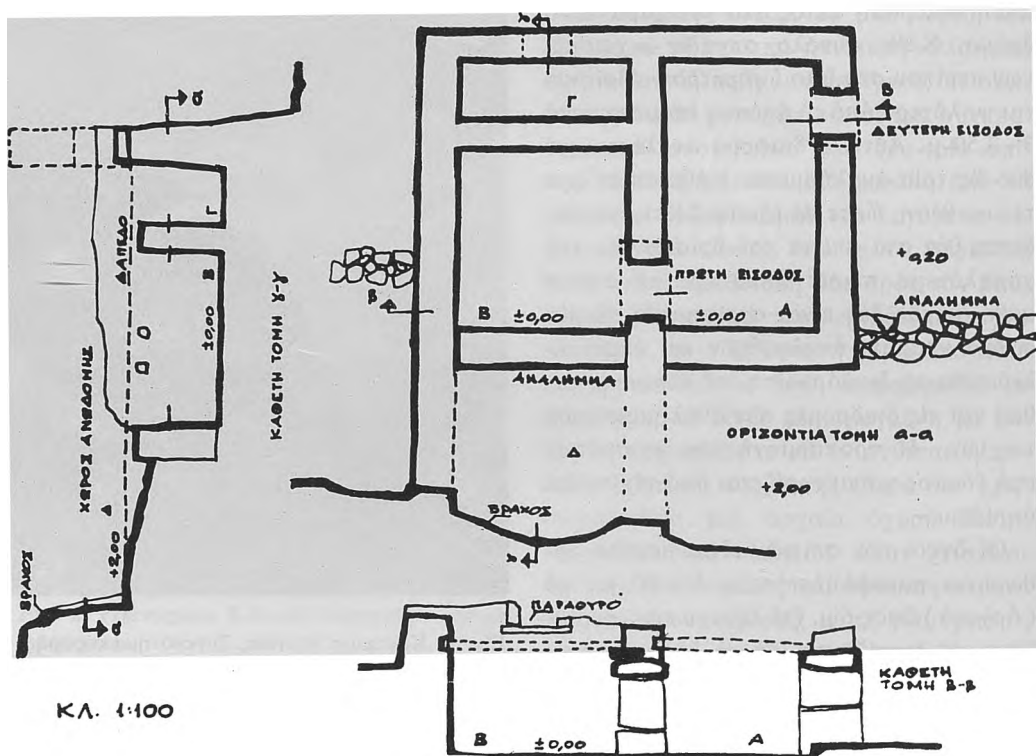 γ
Γ
β
ΔΕΥΤΕΡΗ ΕΙΣΟΔΟΣ
+0,20
ΠΡΩΤΗ ΕΙΣΟΔΟΣ
β
Β
±0,00
±0,00
Α
ΑΝΑΛΗΜΜΑ
ΑΝΑΛΗΜΜΑ
ΟΡΙΖΟΝΤΙΑ ΤΟΜΗ α-α
Δ
+2,00
ΒΡΑΧΟΣ
γ
α
ΔΑΠΕΔΟ
Γ
Β
±0,00
ΧΩΡΟΣ ΑΝΩΔΟΜΗΣ
Δ
+2,00
ΒΡΑΧΟΣ
ΚΑΘΕΤΗ ΤΟΜΗ γ-γ
ΠΑΡΑΘΥΡΟ
ΚΑΘΕΤΗ
ΤΟΜΗ β-β
Β
±0,00
Α
ΚΛ. 1:100